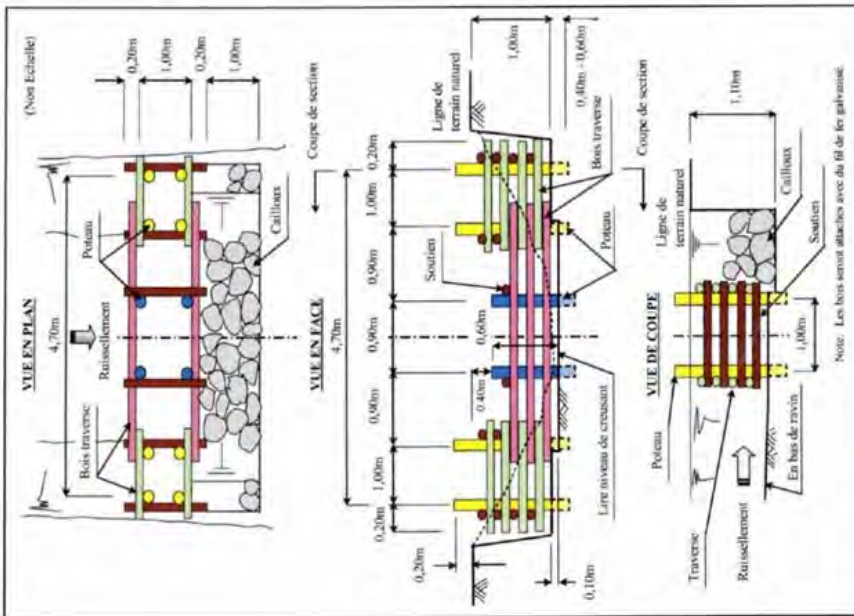 (Non Echelle)
VUE EN PLAN
4,70m
Ruissellement
Bois traverse
Poteau
Cailloux
0,20m
1,00m
0,20m
1,00m
Coupe de section
VUE EN FACE
4,70m
0,20m
1,00m
0,90m
0,90m
0,90m
1,00m
0,20m
Ligne de
terrain naturel
Soutien
0,20m
0.40m
0,60m
0,10m
1,00m
0,40m - 0,60m
Bois traverse
Poteau
Lire niveau de creusant
Coupe de section
VUE DE COUPE
Ligne de
terrain naturel
Poteau
1,10m
1,00m
Traverse
Ruissellement
En bas de ravin
Soutien
Cailloux
Note. Les bois seront attaches avec du fil de fer galvanisé.